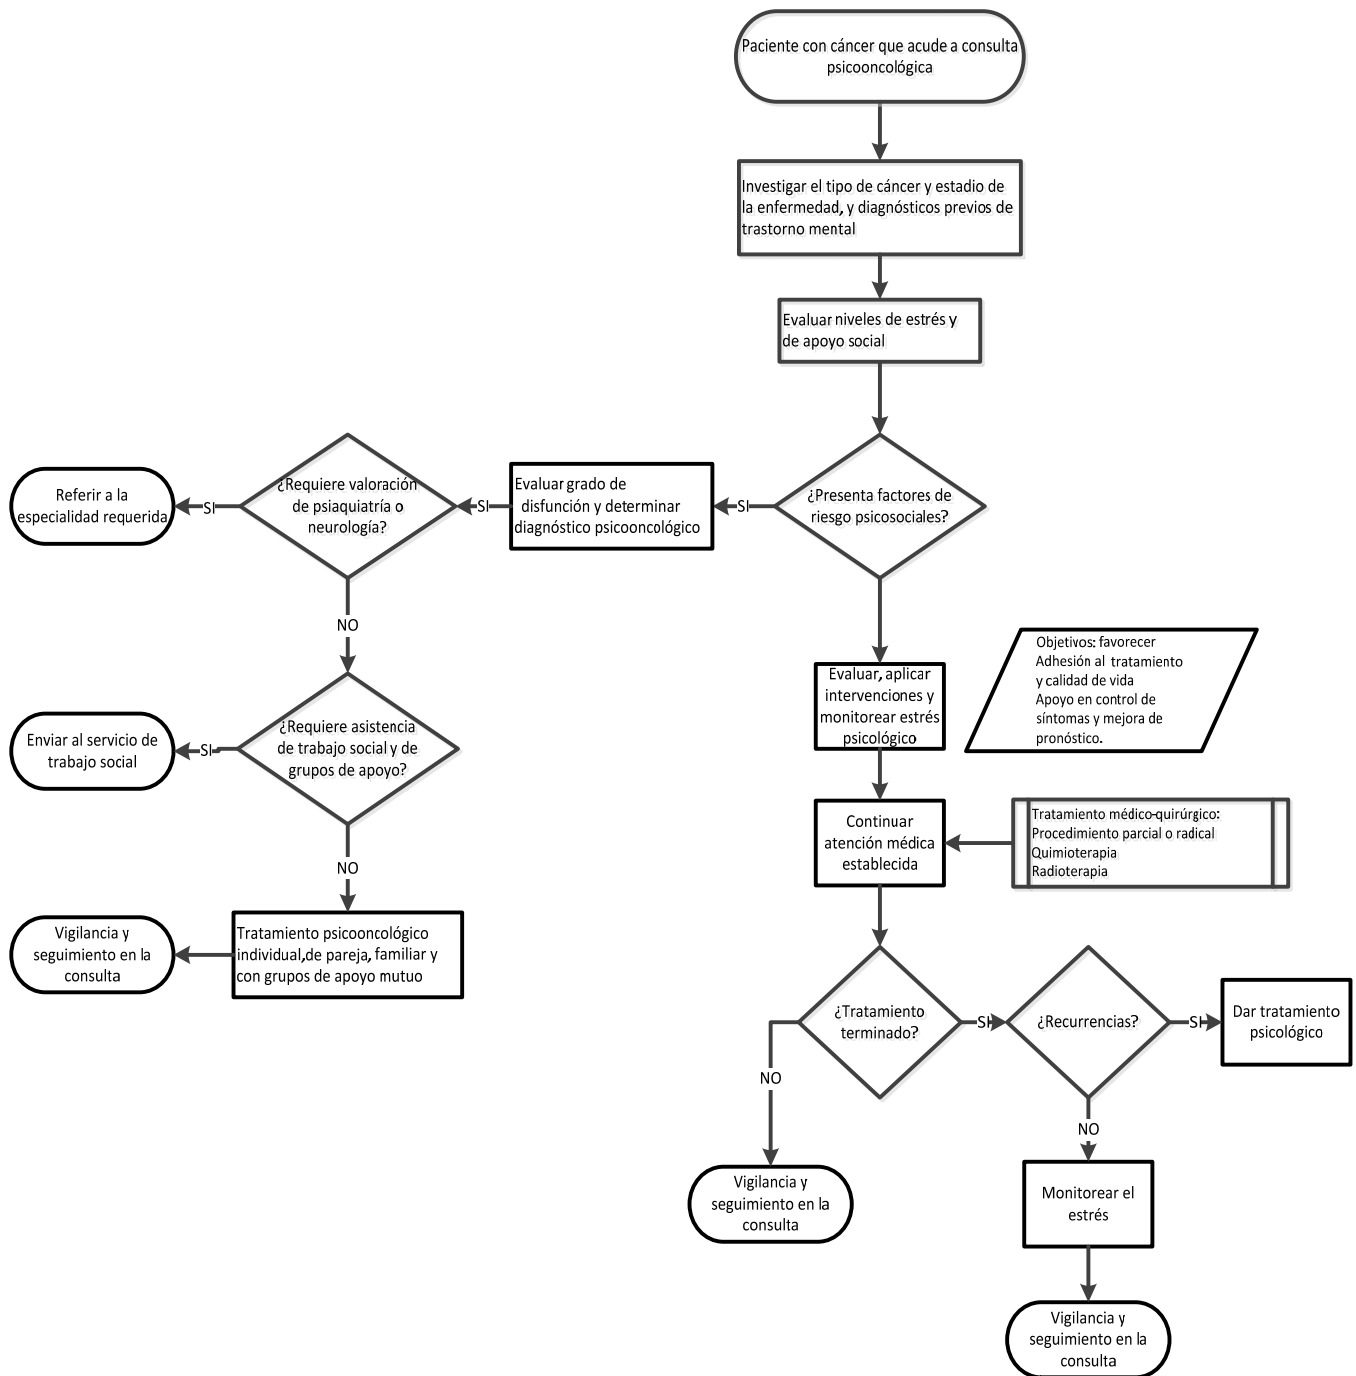 Paciente con cáncer que acude a consulta
psicooncológica
Investigar el tipo de cáncer y estadio de
la enfermedad, y diagnósticos previos de
trastorno mental
Evaluar niveles de estrés y
de apoyo social
¿Presenta factores de
riesgo psicosociales?
SI
Evaluar grado de
disfunción y determinar
diagnóstico psicooncológico
SI
¿Requiere valoración
de psiaquiatría o
neurología?
SI
Referir a la
especialidad requerida
NO
¿Requiere asistencia
de trabajo social y de
grupos de apoyo?
SI
Enviar al servicio de
trabajo social
NO
Tratamiento psicooncológico
individual,de pareja, familiar y
con grupos de apoyo mutuo
Vigilancia y
seguimiento en la
consulta
Evaluar, aplicar
intervenciones y
monitorear estrés
psicológico
Objetivos: favorecer
Adhesión al tratamiento
y calidad de vida
Apoyo en control de
síntomas y mejora de
pronóstico.
Continuar
atención médica
establecida
Tratamiento médico-quirúrgico:
Procedimiento parcial o radical
Quimioterapia
Radioterapia
¿Tratamiento
terminado?
SI
¿Recurrencias?
SI
Dar tratamiento
psicológico
NO
Vigilancia y
seguimiento en la
consulta
NO
Monitorear el
estrés
Vigilancia y
seguimiento en la
consulta